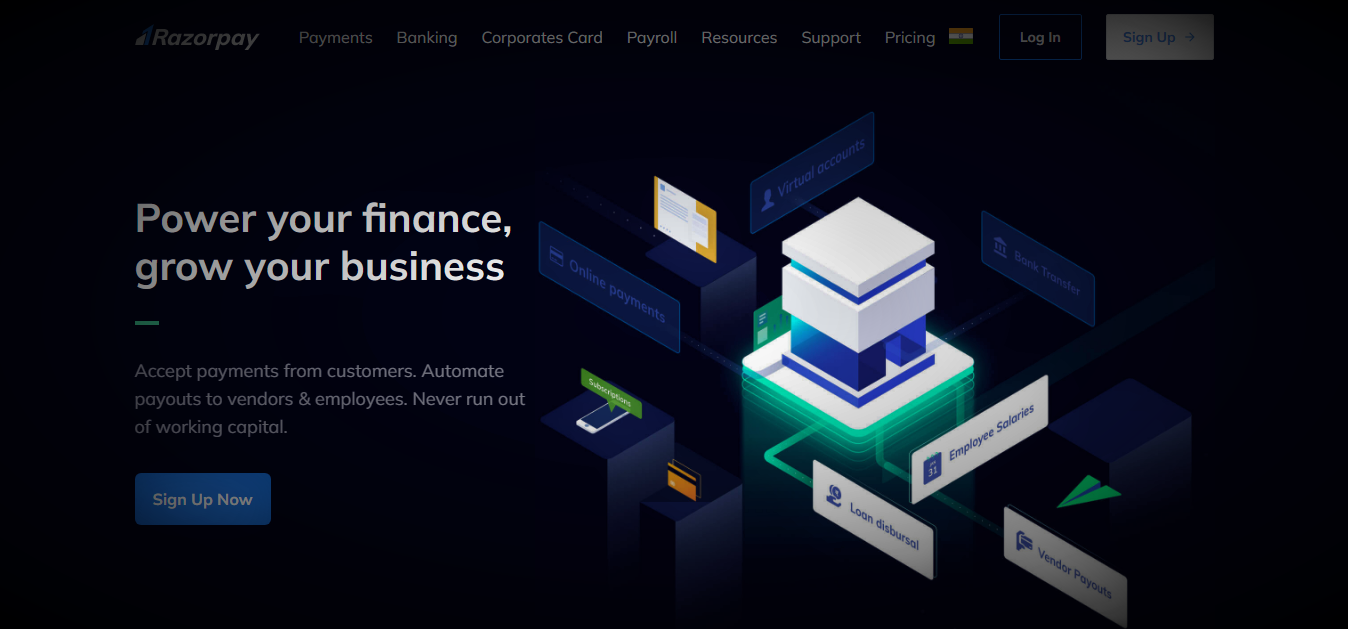 Razorpay
Payments
Banking
Corporates Card
Payroll
Resources
Support
Pricing
Log In
Sign Up →
Power your finance,
grow your business
Accept payments from customers. Automate
payouts to vendors & employees. Never run out
of working capital.
Sign Up Now
Virtual accounts
Online payments
Bank Transfer
Subscriptions
Employee Salaries
31
Loan disbursal
Vendor Payouts